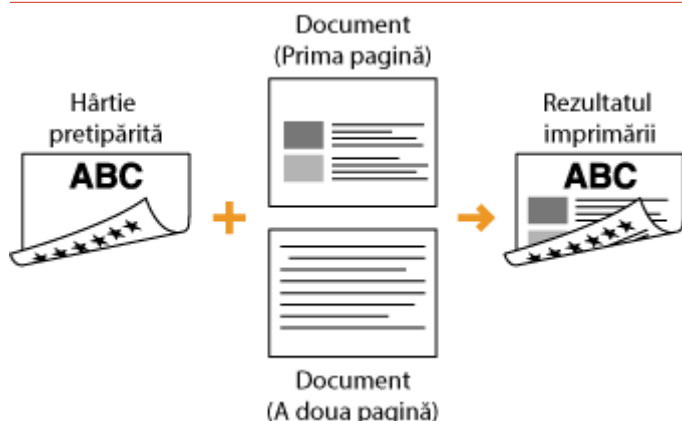 Document
(Prima pagină)
Hârtie
pretipărită
ABC
Rezultatul
imprimării
ABC
Document
(A doua pagină)